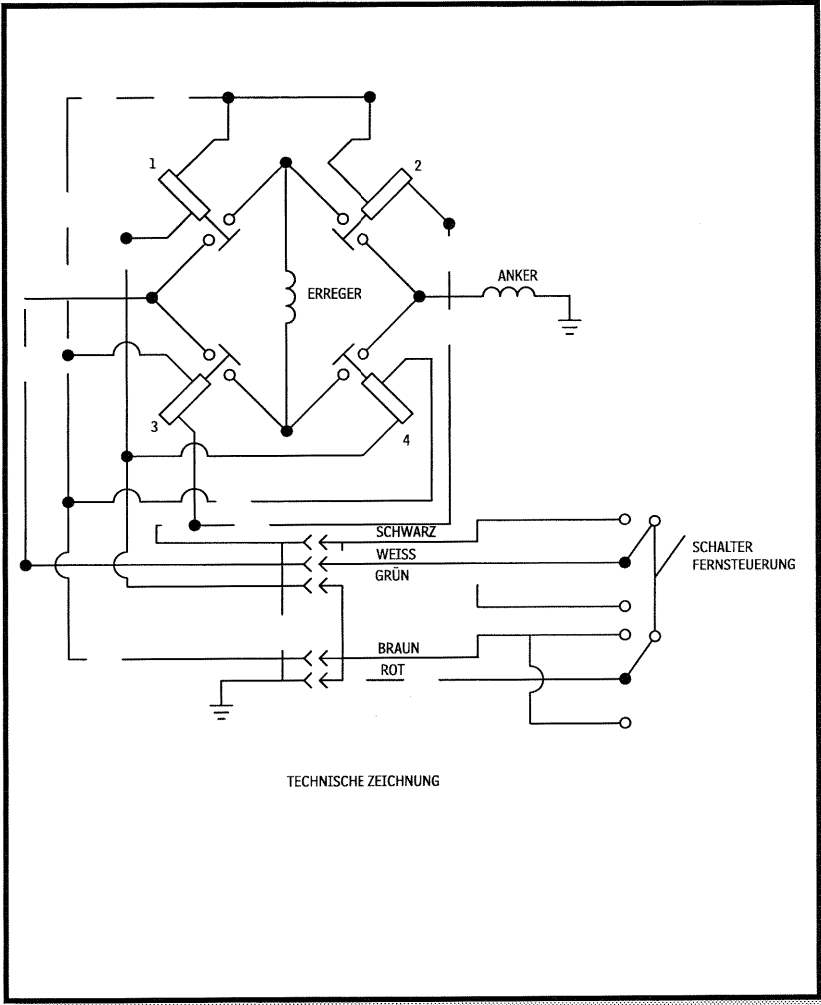 1
2
ANKER
ERREGER
3
4
SCHWARZ
WEISS
GRÜN
SCHALTER
FERNSTEUERUNG
BRAUN
ROT
TECHNISCHE ZEICHNUNG